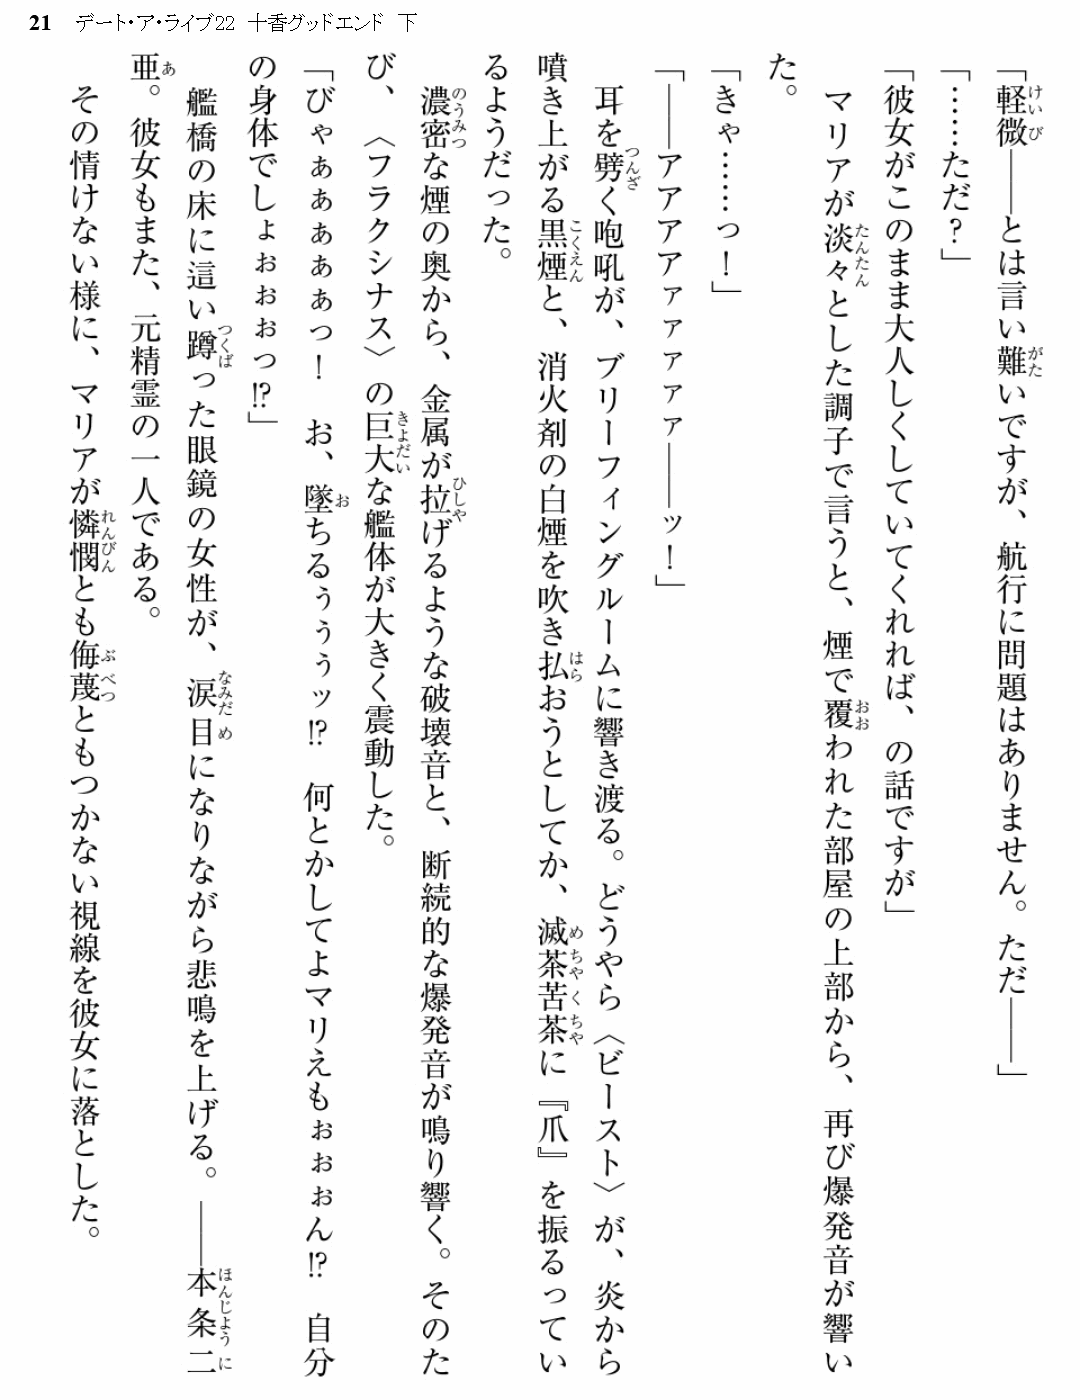 21 デート・ア・ライブ22 十香グッドエンド 下
「軽微――とは言い難いですが、航行に問題はありません。ただ――」
「……ただ?」
「彼女がこのまま大人しくしていてくれれば、の話ですが」
マリアが淡々とした調子で言うと、煙で覆われた部屋の上部から、再び爆発音が響い
た。
「きゃ……っ!」
「――アアアアァァァァァ――ッ!」
耳を劈く咆吼が、ブリーフィングルームに響き渡る。どうやら〈ビースト〉が、炎から
噴き上がる黒煙と、消火剤の白煙を吹き払おうとしてか、滅茶苦茶に『爪』を振るってい
るようだった。
濃密な煙の奥から、金属が拉げるような破壊音と、断続的な爆発音が鳴り響く。そのた
び、〈フラクシナス〉の巨大な艦体が大きく震動した。
「びゃぁぁぁぁぁっ! お、墜ちるぅぅぅッ!? 何とかしてよマリえもぉぉぉん!? 自分
の身体でしょぉぉぉっ!?」
艦橋の床に這い蹲った眼鏡の女性が、涙目になりながら悲鳴を上げる。――本条二
亜。彼女もまた、元精霊の一人である。
その情けない様に、マリアが憐憫とも侮蔑ともつかない視線を彼女に落とした。